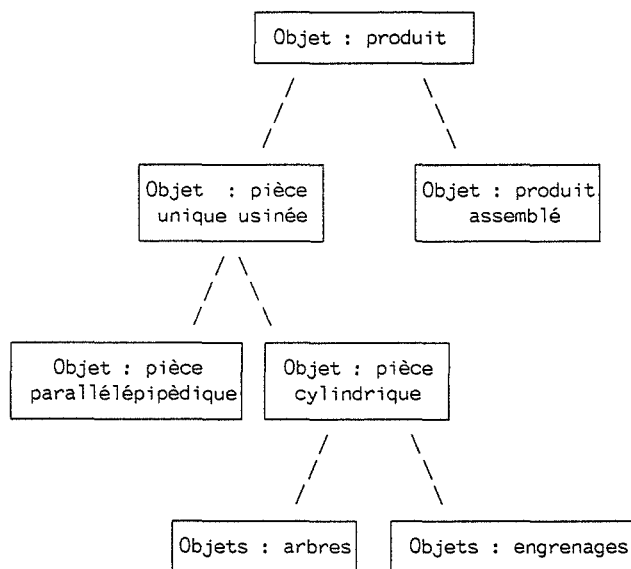 Objet : produit
Objet : pièce
unique usinée
Objet : produit
assemblé
Objet : pièce
parallélépipèdique
Objet : pièce
cylindrique
Objets : arbres
Objets : engrenages